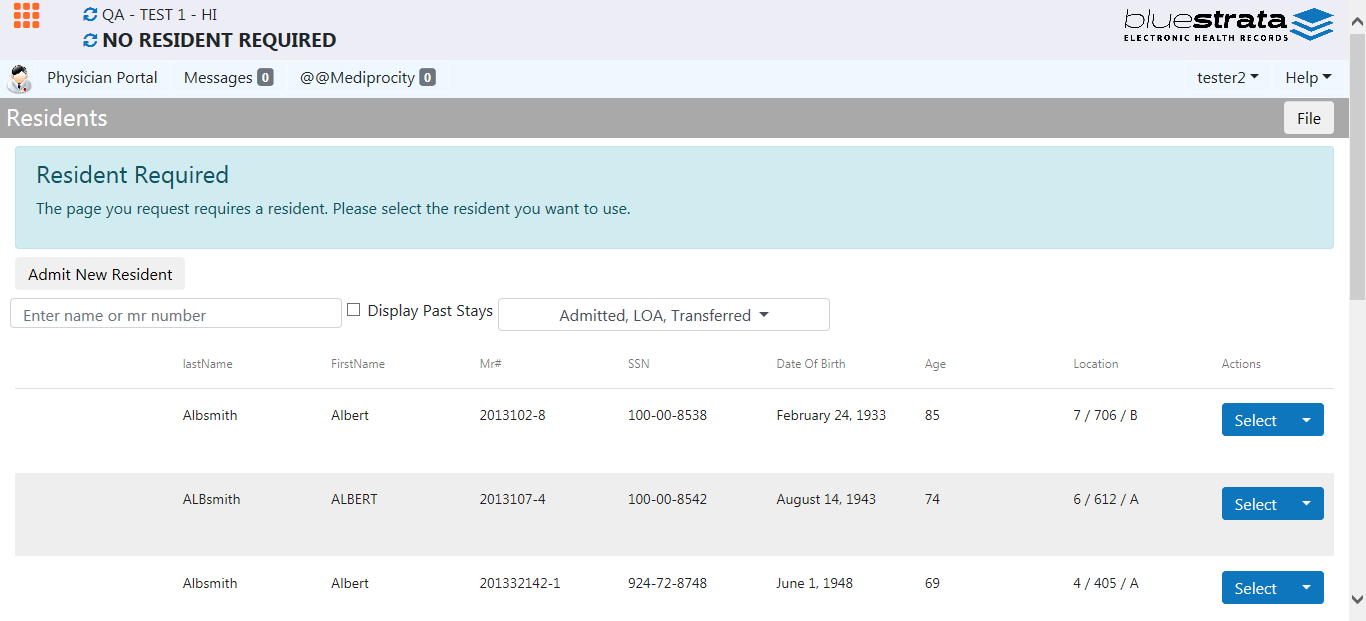 QA - TEST 1 - HI
NO RESIDENT REQUIRED
bluestrata
ELECTRONIC HEALTH RECORDS
Physician Portal Messages 0 @@Mediprocity 0 tester2 Help
Residents File
Resident Required
The page you request requires a resident. Please select the resident you want to use.
Admit New Resident
Enter name or mr number Display Past Stays Admitted, LOA, Transferred
lastName FirstName Mr# SSN Date Of Birth Age Location Actions
Albsmith Albert 2013102-8 100-00-8538 February 24, 1933 85 7 / 706 / B Select
ALBsmith ALBERT 2013107-4 100-00-8542 August 14, 1943 74 6 / 612 / A Select
Albsmith Albert 201332142-1 924-72-8748 June 1, 1948 69 4 / 405 / A Select